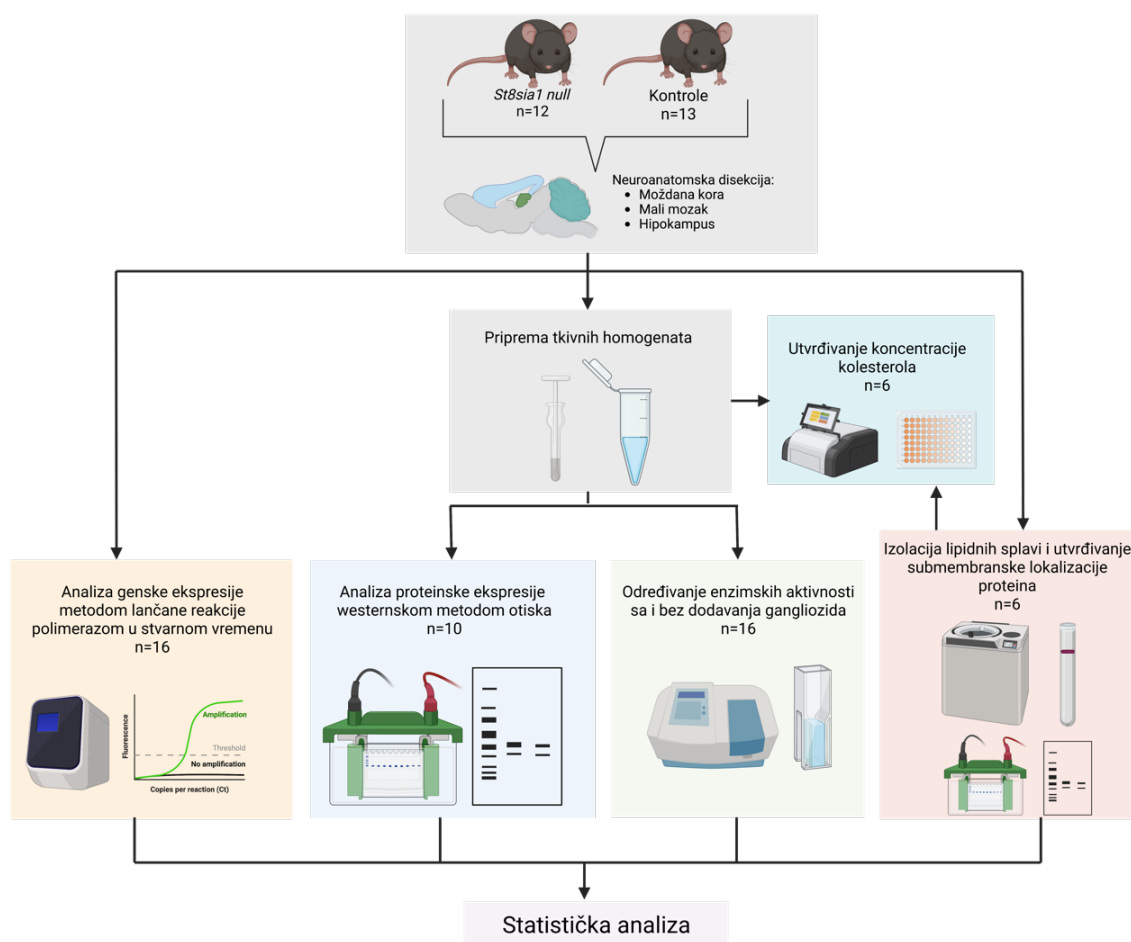 St8sia1 null
n=12
Kontrole
n=13
Neuroanatomska disekcija:
• Moždana kora
• Mali mozak
• Hipokampus
Priprema tkivnih homogenata
Utvrđivanje koncentracije
kolesterola
n=6
Analiza genske ekspresije
metodom lančane reakcije
polimerazom u stvarnom vremenu
n=16
Fluorescence
Amplification
Threshold
No amplification
Copies per reaction (Ct)
Analiza proteinske ekspresije
westernskom metodom otiska
n=10
Određivanje enzimskih aktivnosti
sa i bez dodavanja gangliozida
n=16
Izolacija lipidnih splavi i utvrđivanje
submembranske lokalizacije
proteina
n=6
Statistička analiza